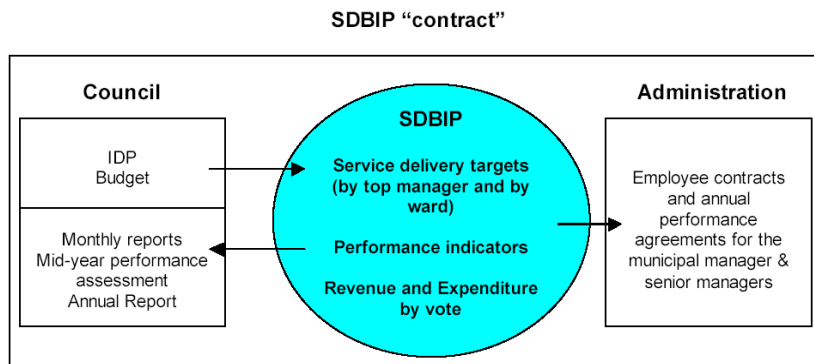 SDBIP “contract”
Council
IDP
Budget
Monthly reports
Mid-year performance
assessment
Annual Report
SDBIP
Service delivery targets
(by top manager and by
ward)
Performance indicators
Revenue and Expenditure
by vote
Administration
Employee contracts
and annual
performance
agreements for the
municipal manager &
senior managers